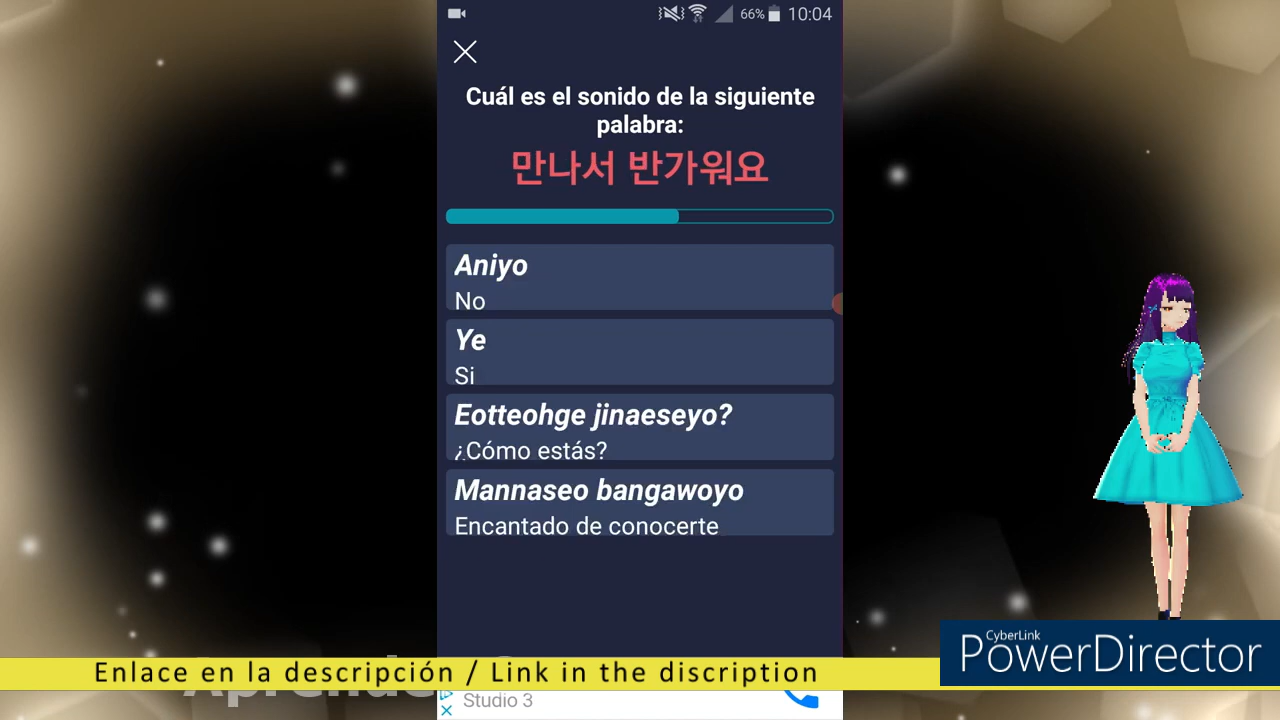 66% 10:04
Cuál es el sonido de la siguiente
palabra:
만나서 반가워요
Aniyo
No
Ye
Si
Eotteohge jinaeseyo?
¿Cómo estás?
Mannaseo bangawoyo
Encantado de conocerte
CyberLink
PowerDirector
Enlace en la descripción / Link in the discription
Studio 3